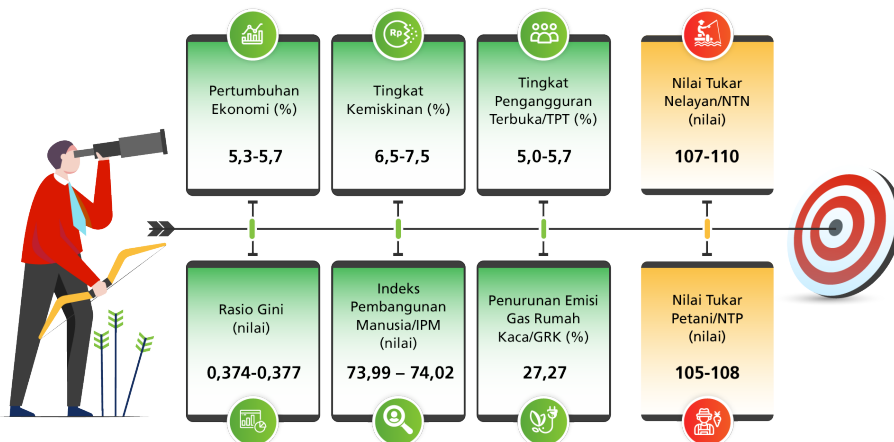 Rp
Pertumbuhan
Ekonomi (%)
5,3-5,7
Tingkat
Kemiskinan (%)
6,5-7,5
Tingkat
Pengangguran
Terbuka/TPT (%)
5,0-5,7
Nilai Tukar
Nelayan/NTN
(nilai)
107-110
Rasio Gini
(nilai)
0,374-0,377
Indeks
Pembangunan
Manusia/IPM
(nilai)
73,99 – 74,02
Penurunan Emisi
Gas Rumah
Kaca/GRK (%)
27,27
Nilai Tukar
Petani/NTP
(nilai)
105-108